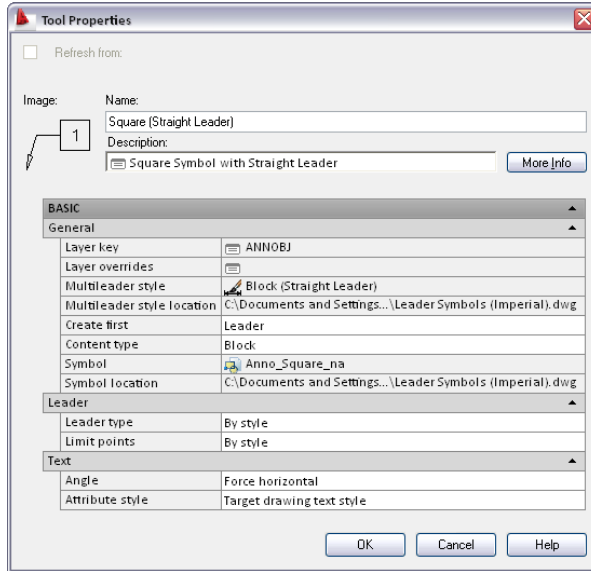 Tool Properties
Refresh from:
Image:
Name:
Square (Straight Leader)
1
Description:
Square Symbol with Straight Leader
More Info
BASIC
General
Layer key ANNOBJ
Layer overrides
Multileader style Block (Straight Leader)
Multileader style location C:\Documents and Settings...\Leader Symbols (Imperial).dwg
Create first Leader
Content type Block
Symbol Anno_Square_na
Symbol location C:\Documents and Settings...\Leader Symbols (Imperial).dwg
Leader
Leader type By style
Limit points By style
Text
Angle Force horizontal
Attribute style Target drawing text style
OK Cancel Help